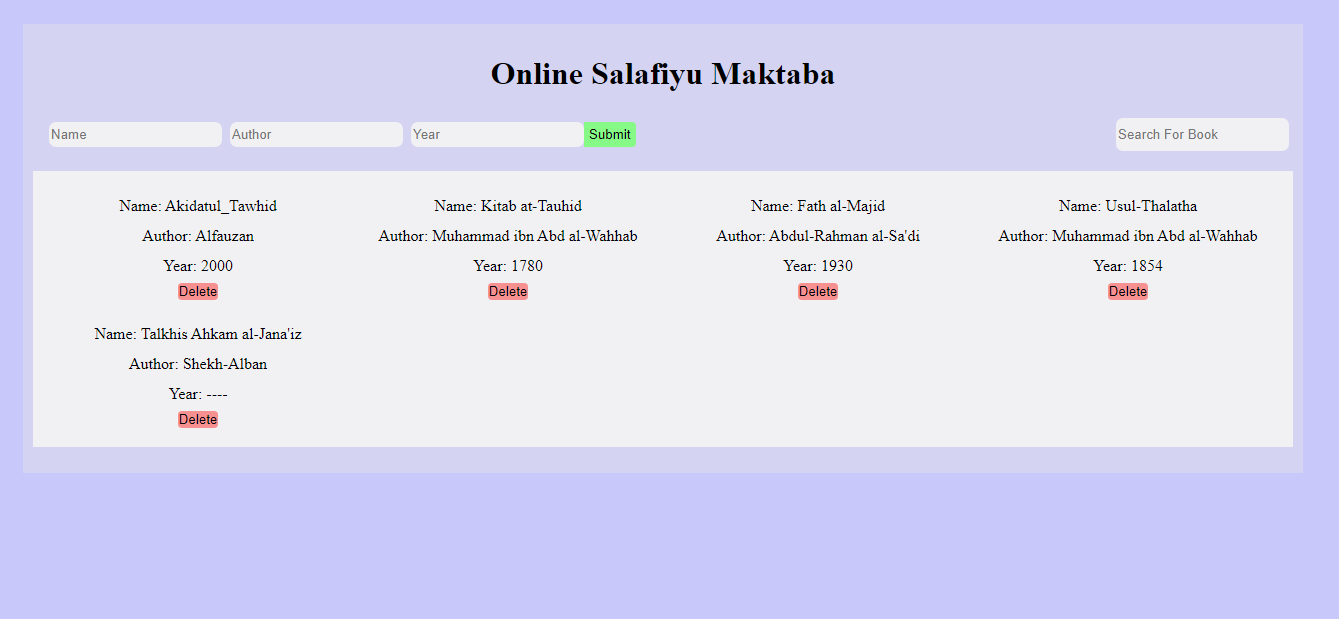 Online Salafiyu Maktaba
Name Author Year Submit Search For Book
Name: Akidatul_Tawhid
Author: Alfauzan
Year: 2000
Delete
Name: Kitab at-Tauhid
Author: Muhammad ibn Abd al-Wahhab
Year: 1780
Delete
Name: Fath al-Majid
Author: Abdul-Rahman al-Sa'di
Year: 1930
Delete
Name: Usul-Thalatha
Author: Muhammad ibn Abd al-Wahhab
Year: 1854
Delete
Name: Talkhis Ahkam al-Jana'iz
Author: Shekh-Alban
Year: ----
Delete